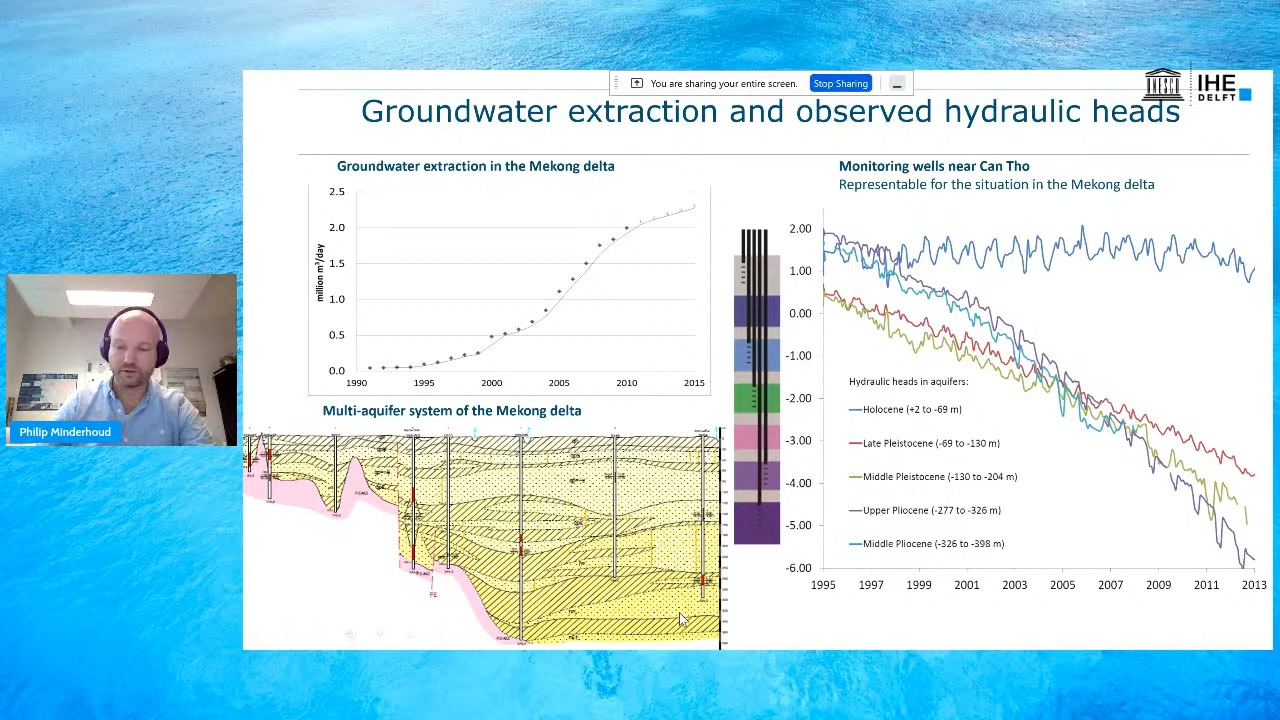 You are sharing your entire screen.
Stop Sharing
UNESCO
IHE
DELFT
Groundwater extraction and observed hydraulic heads
Groundwater extraction in the Mekong delta
2.5
2.0
1.5
1.0
0.5
0.0
million m³/day
1990
1995
2000
2005
2010
2015
Multi-aquifer system of the Mekong delta
Monitoring wells near Can Tho
Representable for the situation in the Mekong delta
2.00
1.00
0.00
-1.00
-2.00
-3.00
-4.00
-5.00
-6.00
Hydraulic heads in aquifers:
Holocene (+2 to -69 m)
Late Pleistocene (-69 to -130 m)
Middle Pleistocene (-130 to -204 m)
Upper Pliocene (-277 to -326 m)
Middle Pliocene (-326 to -398 m)
1995
1997
1999
2001
2003
2005
2007
2009
2011
2013
Philip Minderhoud